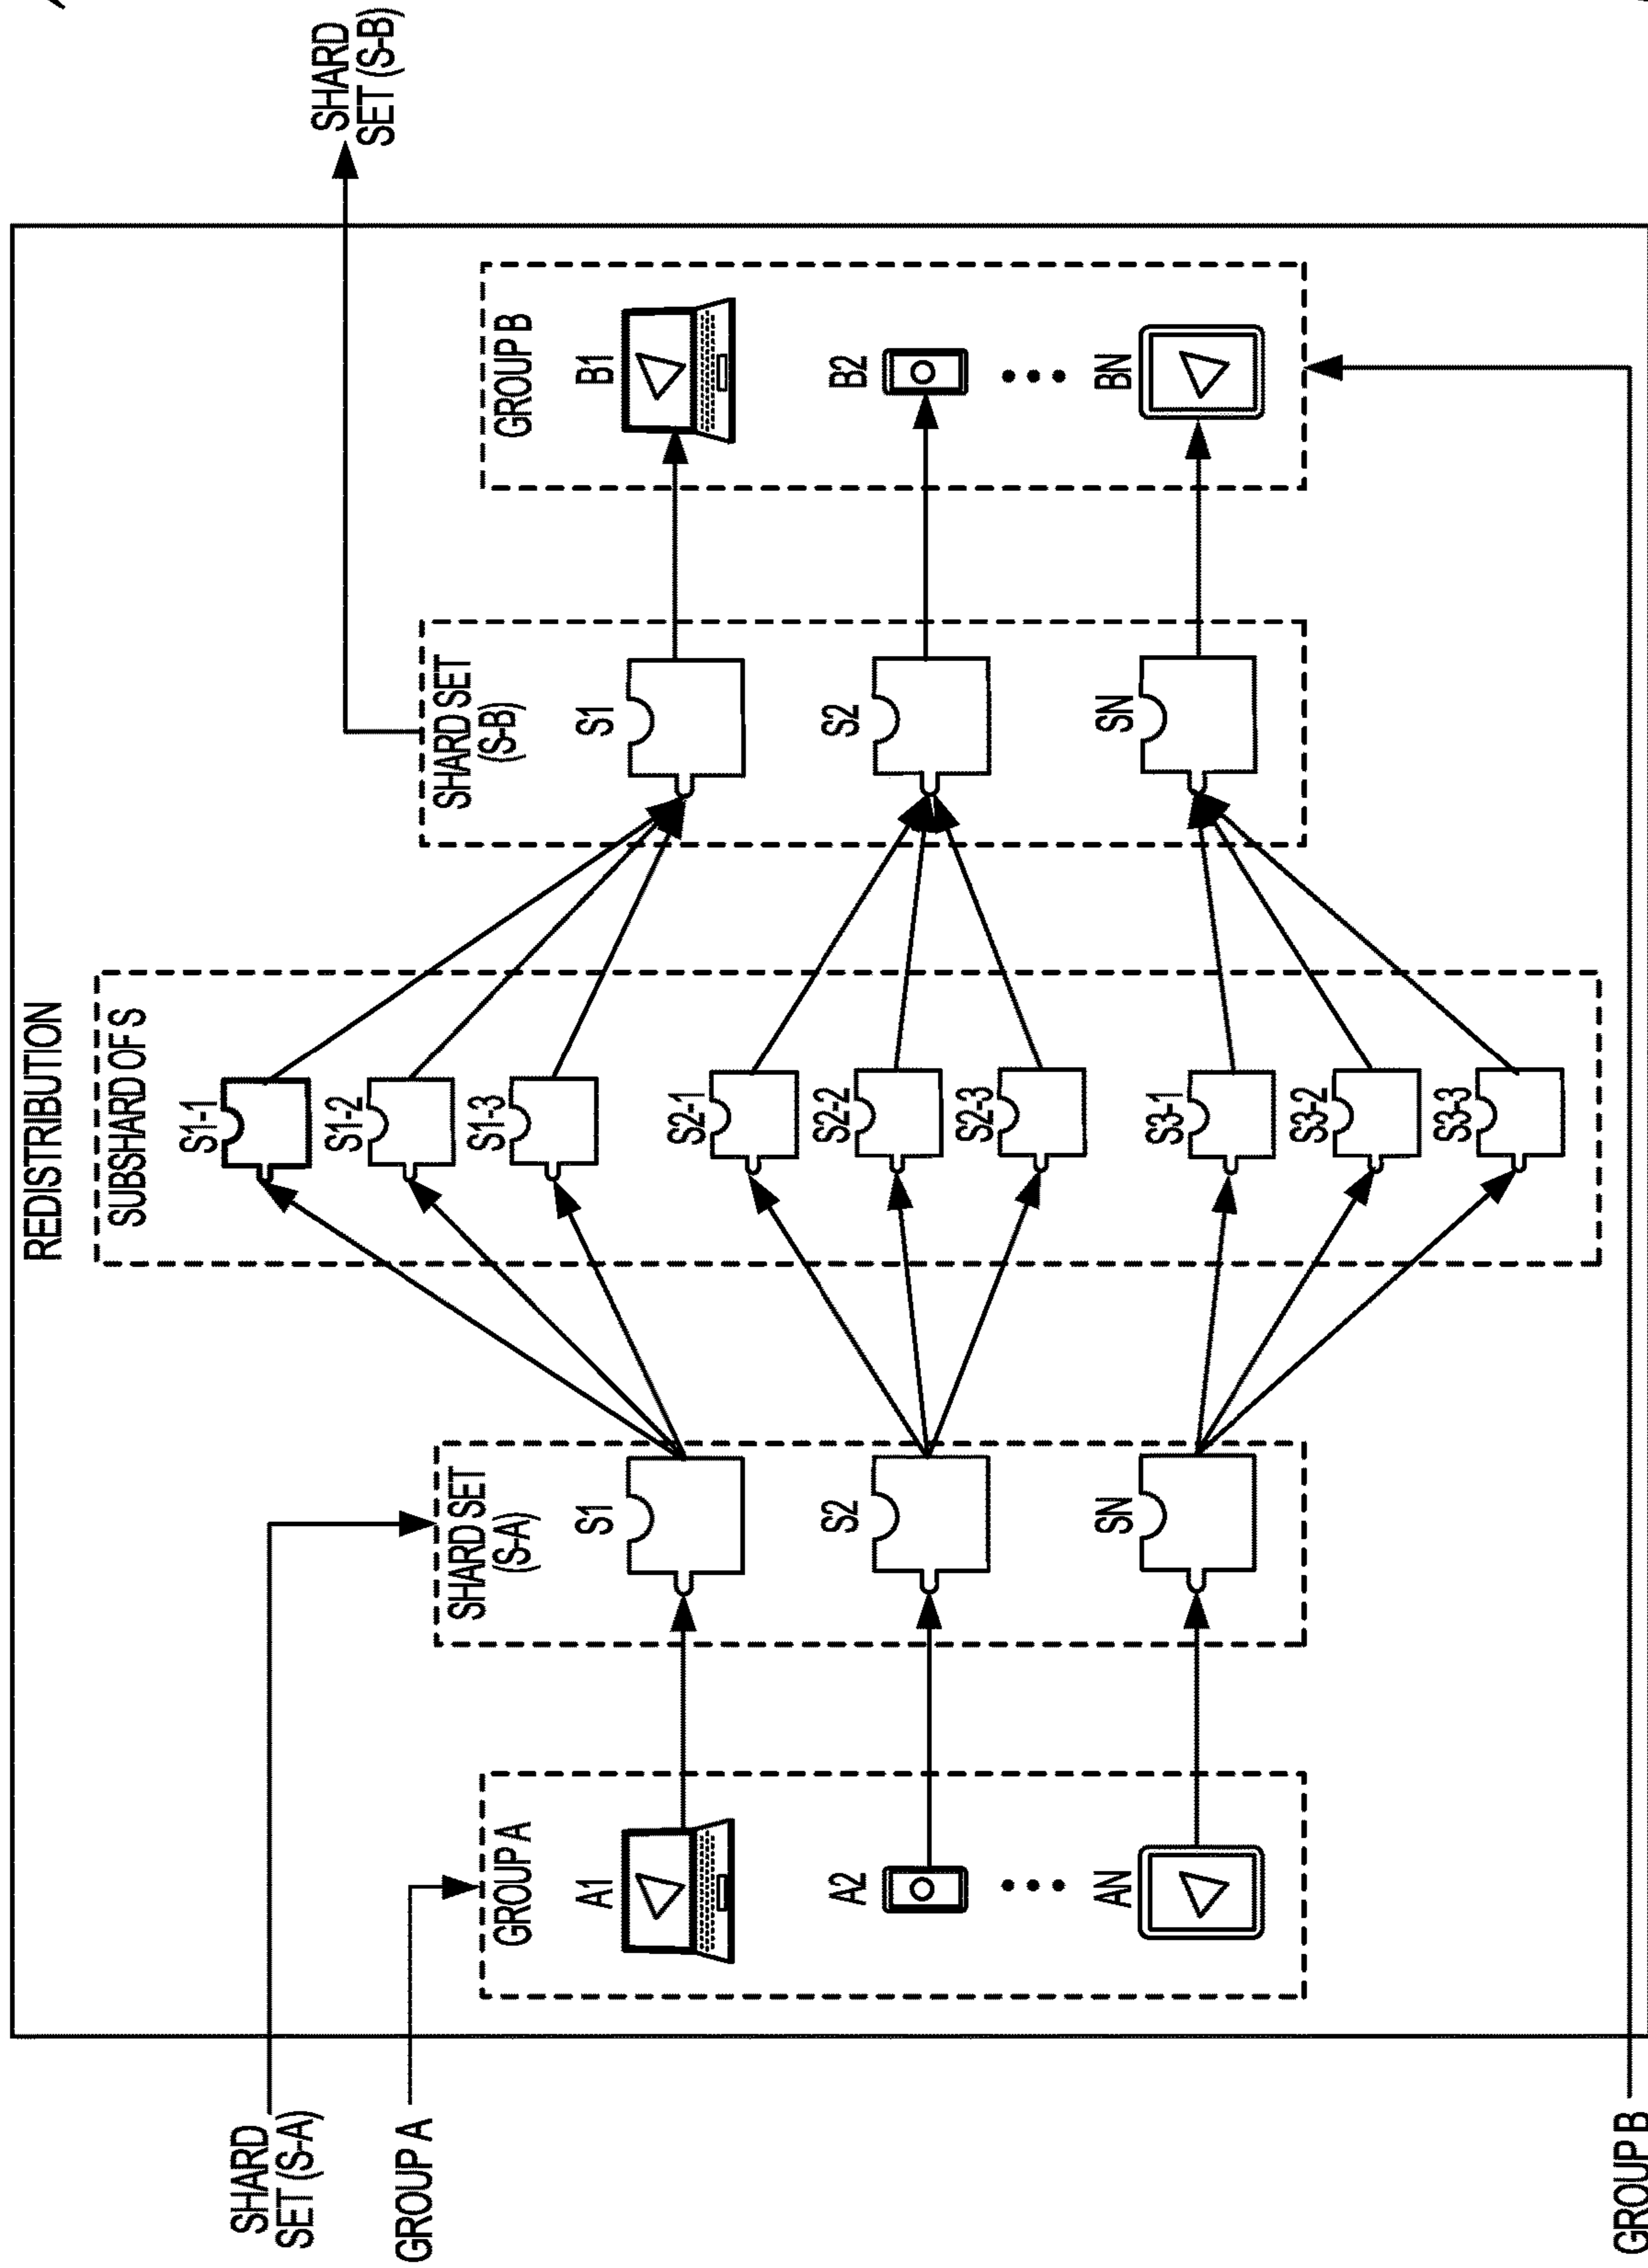 REDISTRIBUTION
SHARD
SET (S-A)
GROUP A
GROUP B
GROUP A
A1
A2
AN
SHARD SET
(S-A)
S1
S2
SN
SUBSHARD OF S
S1-1
S1-2
S1-3
S2-1
S2-2
S2-3
S3-1
S3-2
S3-3
SHARD SET
(S-B)
S1
S2
SN
GROUP B
B1
B2
BN
SHARD
SET (S-B)